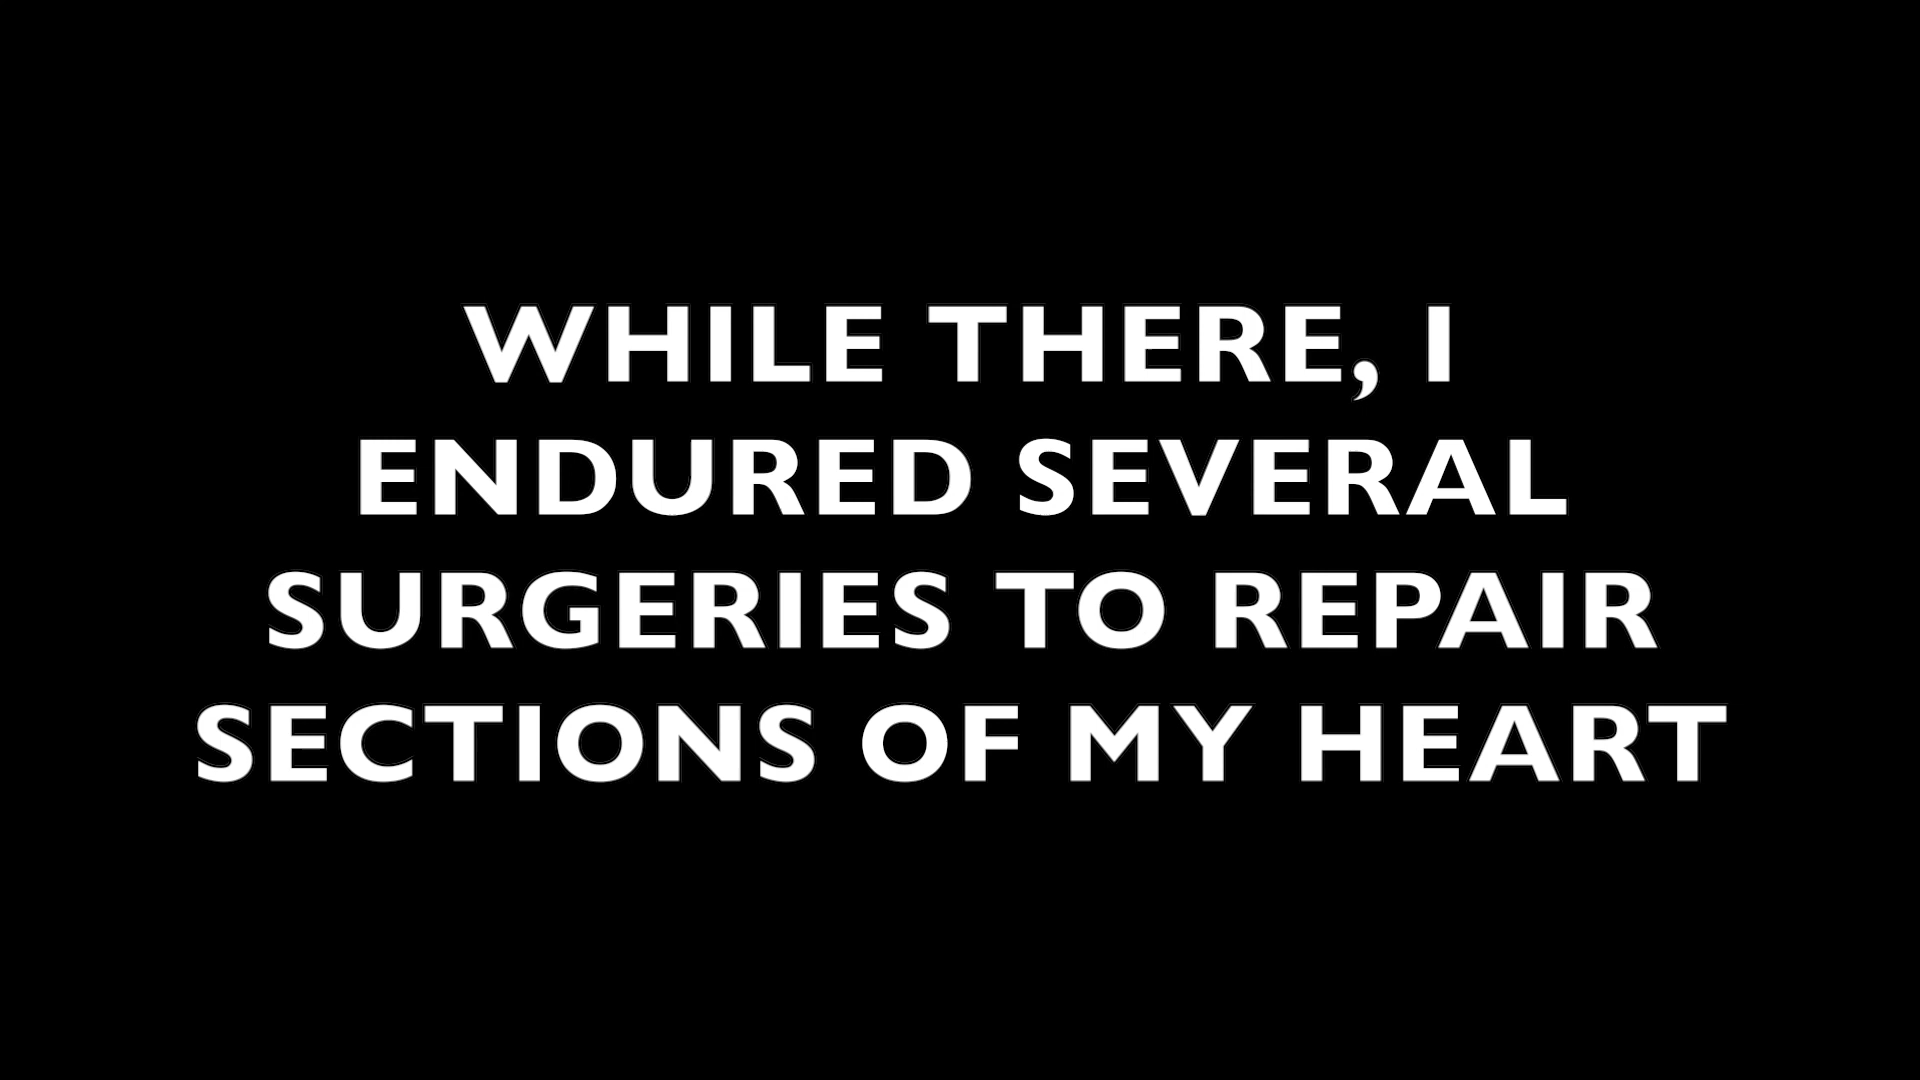 WHILE THERE, I
ENDURED SEVERAL
SURGERIES TO REPAIR
SECTIONS OF MY HEART